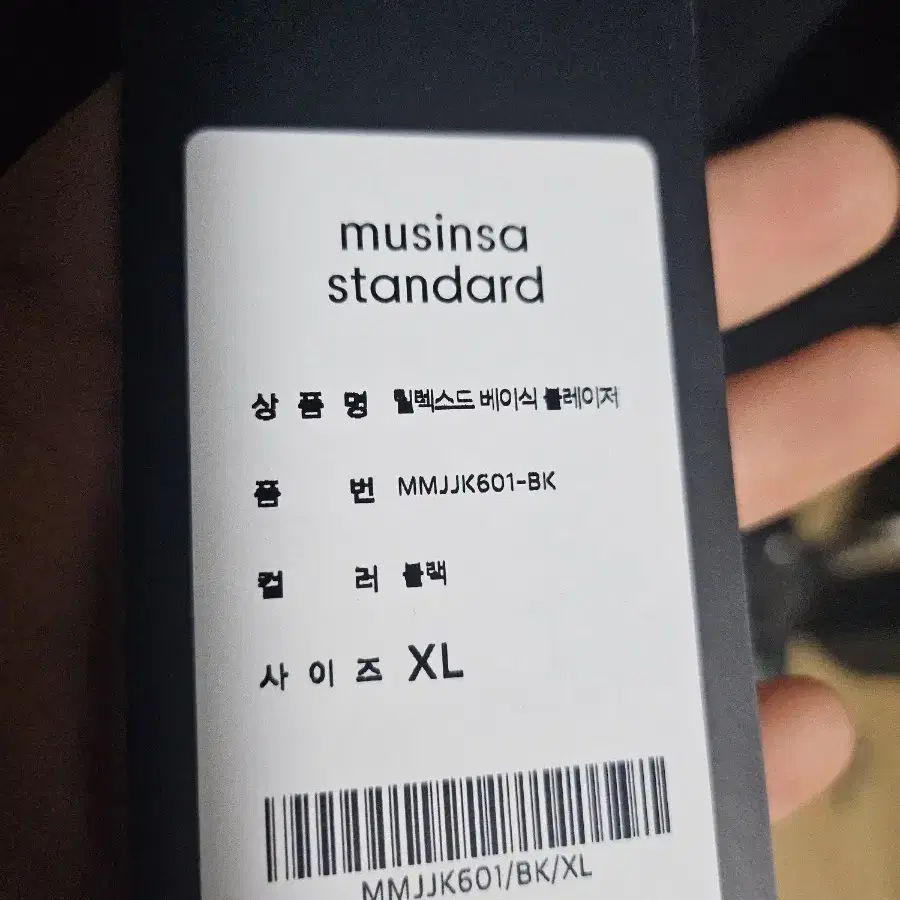 musinsa
standard
상품명 릴렉스드 베이식 블레이저
품번 MMJJK601-BK
컬러 블랙
사이즈 XL
MMJJK601/BK/XL